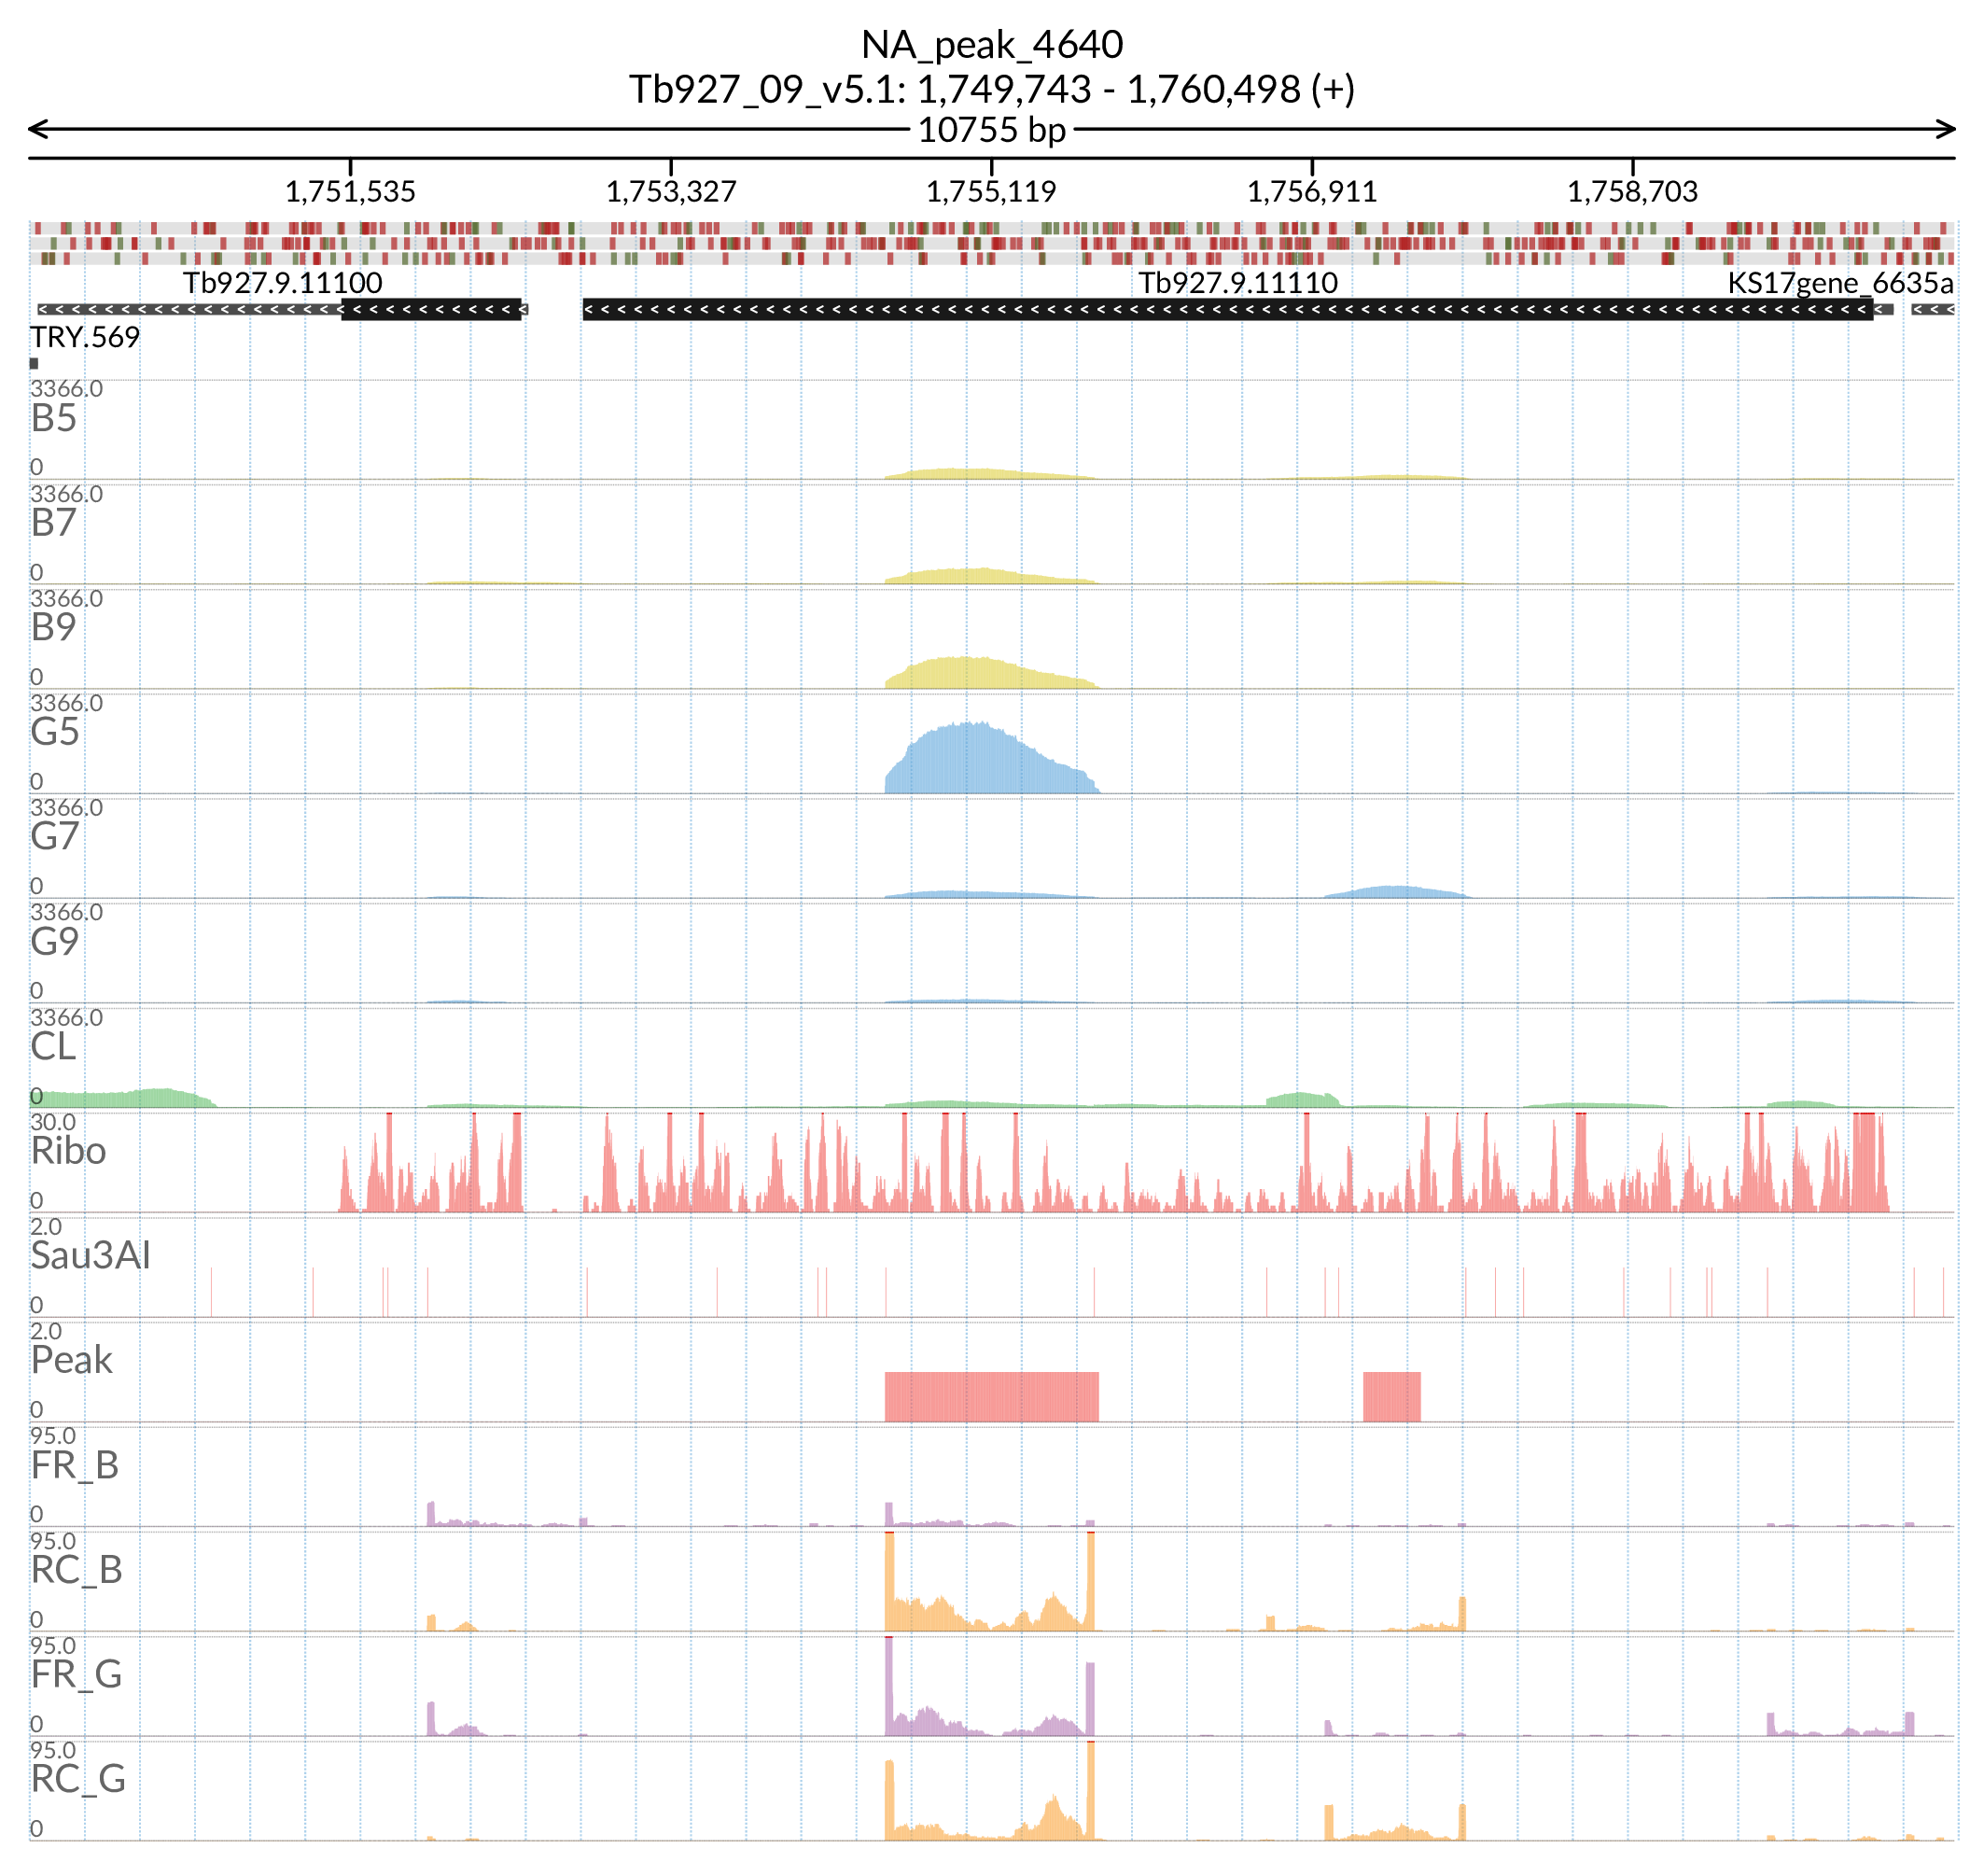 NA_peak_4640
Tb927_09_v5.1: 1,749,743 - 1,760,498 (+)
10755 bp
1,751,535 1,753,327 1,755,119 1,756,911 1,758,703
Tb927.9.11100 Tb927.9.11110 KS17gene_6635a
TRY.569
3366.0
B5
0
3366.0
B7
0
3366.0
B9
0
3366.0
G5
0
3366.0
G7
0
3366.0
G9
0
3366.0
CL
0
30.0
Ribo
0
2.0
Sau3AI
0
2.0
Peak
0
95.0
FR_B
0
95.0
RC_B
0
95.0
FR_G
0
95.0
RC_G
0